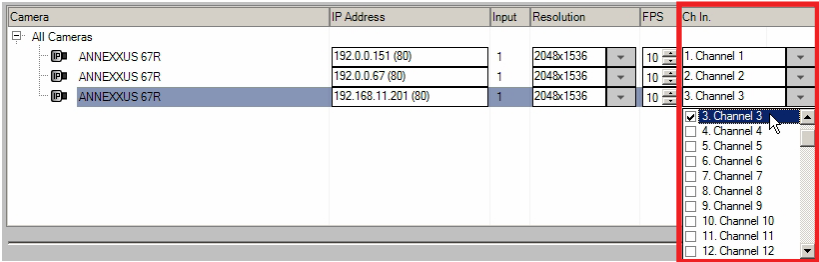 Camera IP Address Input Resolution FPS Ch In.
All Cameras
IP ANNEXXUS 67R 192.0.0.151 (80) 1 2048x1536 10 1. Channel 1
IP ANNEXXUS 67R 192.0.0.67 (80) 1 2048x1536 10 2. Channel 2
IP ANNEXXUS 67R 192.168.11.201 (80) 1 2048x1536 10 3. Channel 3
3. Channel 3
4. Channel 4
5. Channel 5
6. Channel 6
7. Channel 7
8. Channel 8
9. Channel 9
10. Channel 10
11. Channel 11
12. Channel 12